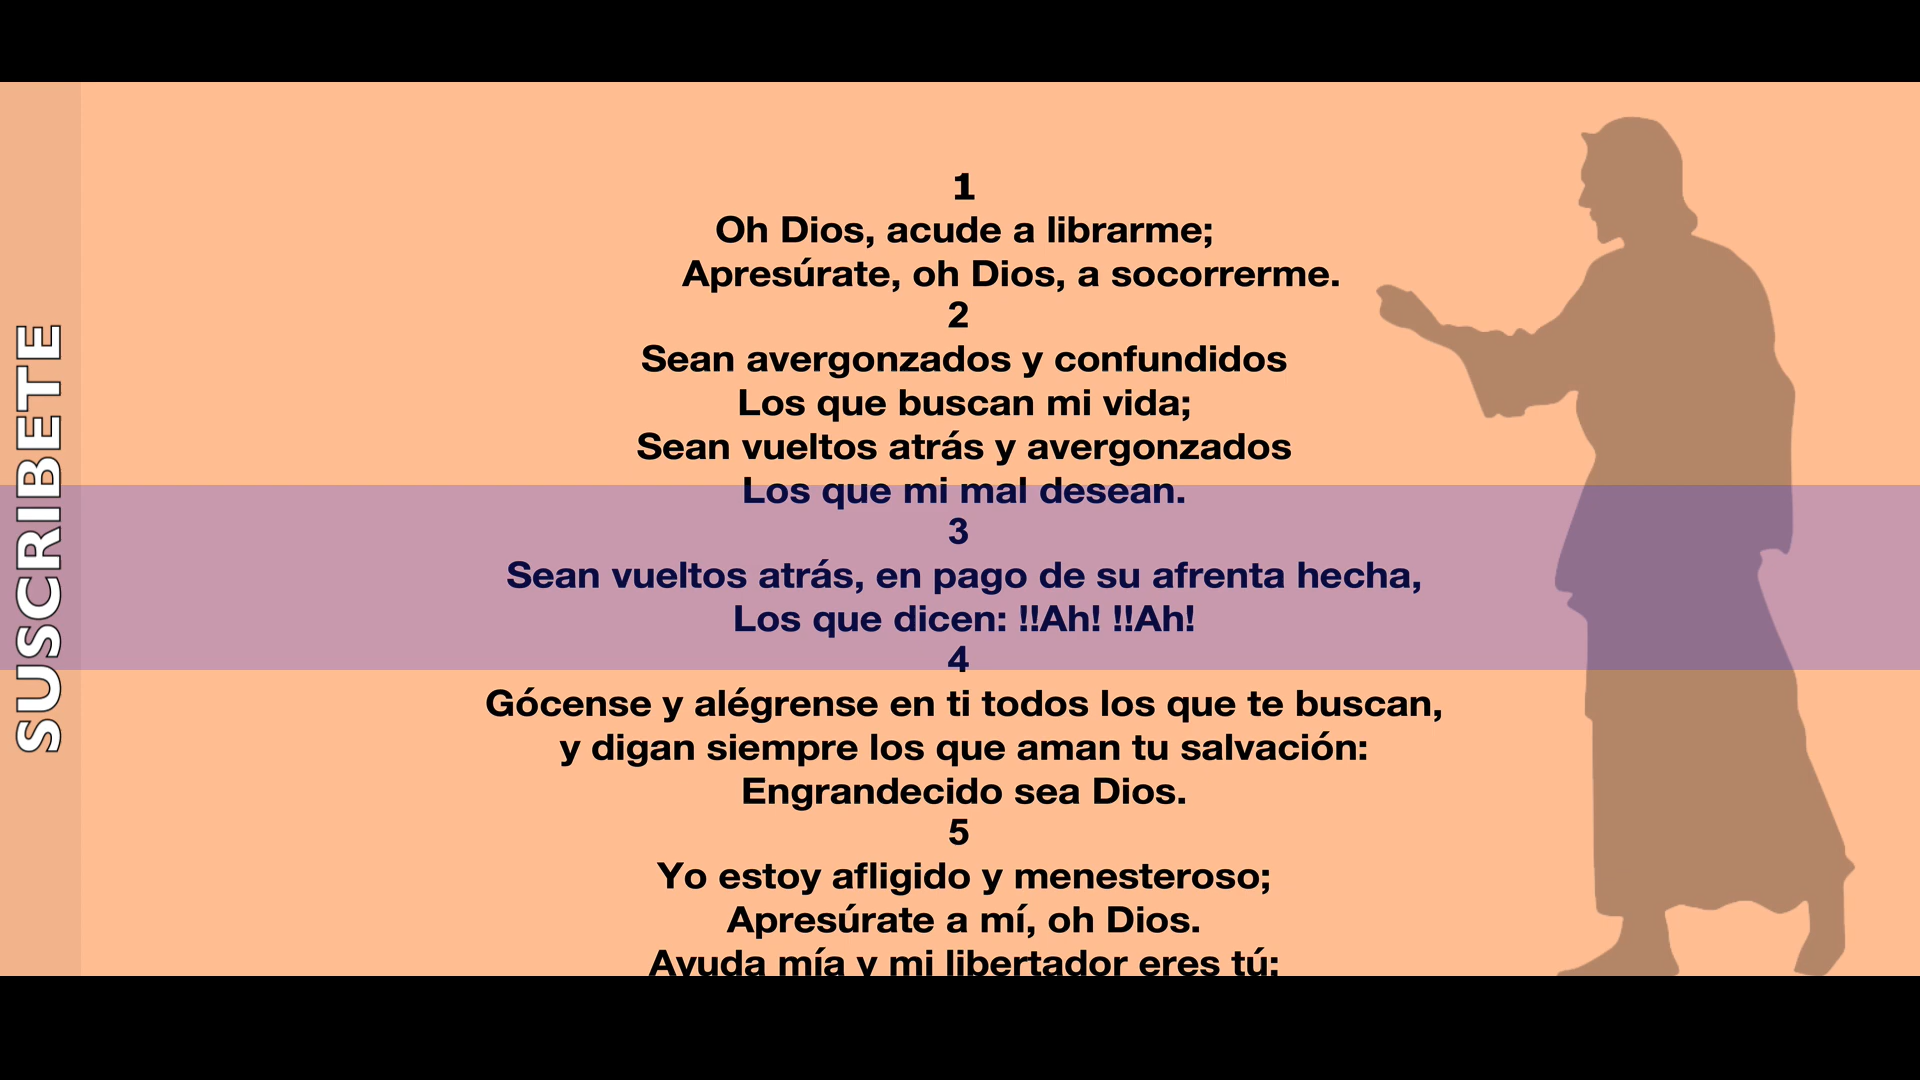 SUSCRIBETE
1
Oh Dios, acude a librarme;
Apresúrate, oh Dios, a socorrerme.
2
Sean avergonzados y confundidos
Los que buscan mi vida;
Sean vueltos atrás y avergonzados
Los que mi mal desean.
3
Sean vueltos atrás, en pago de su afrenta hecha,
Los que dicen: !!Ah! !!Ah!
4
Gócense y alégrense en ti todos los que te buscan,
y digan siempre los que aman tu salvación:
Engrandecido sea Dios.
5
Yo estoy afligido y menesteroso;
Apresúrate a mí, oh Dios.
Ayuda mía y mi libertador eres tú;